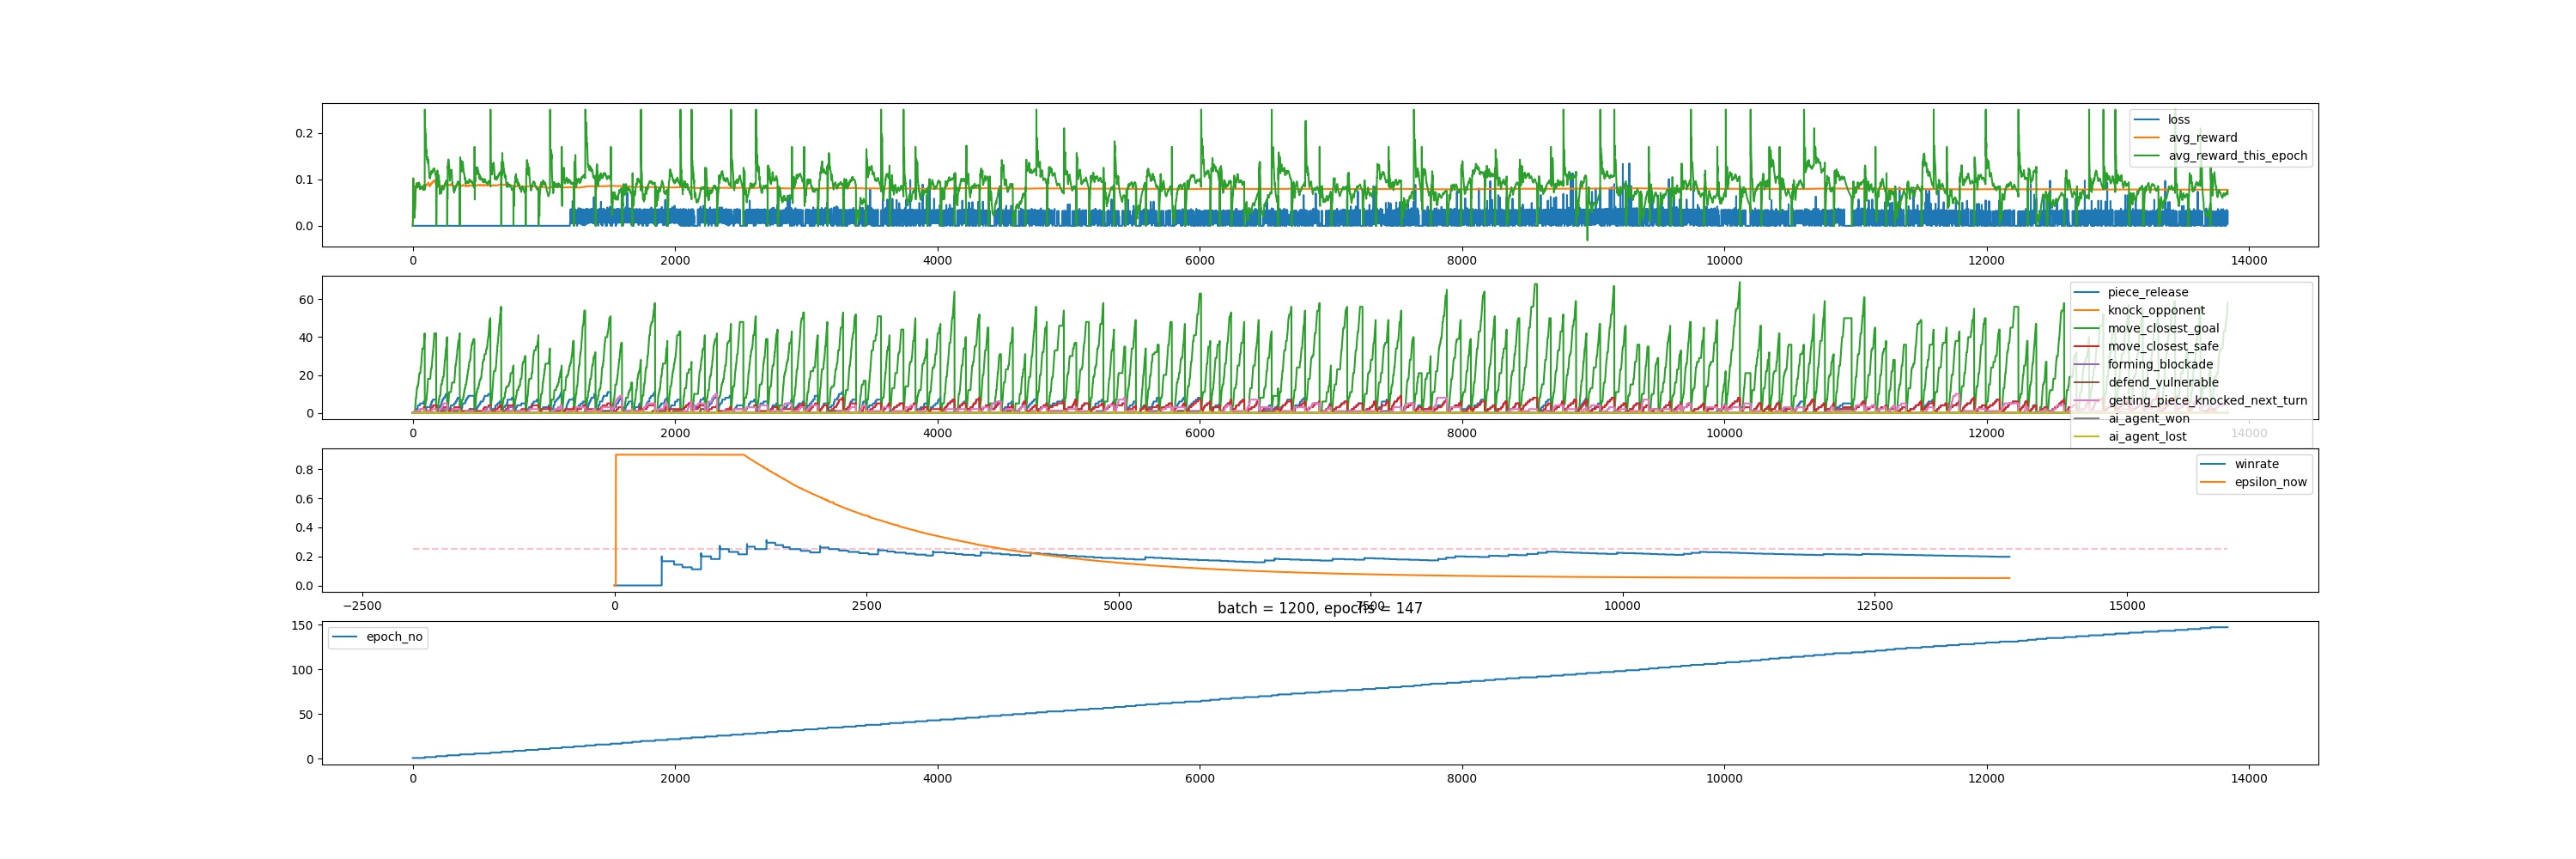 0.2
0.1
0.0
loss
avg_reward
avg_reward_this_epoch
0 2000 4000 6000 8000 10000 12000 14000
60
40
20
0
piece_release
knock_opponent
move_closest_goal
move_closest_safe
forming_blockade
defend_vulnerable
getting_piece_knocked_next_turn
ai_agent_won
ai_agent_lost
0 2000 4000 6000 8000 10000 12000 14000
0.8
0.6
0.4
0.2
0.0
winrate
epsilon_now
−2500 0 2500 5000 7500 10000 12500 15000
batch = 1200, epochs = 147
150
100
50
0
epoch_no
0 2000 4000 6000 8000 10000 12000 14000